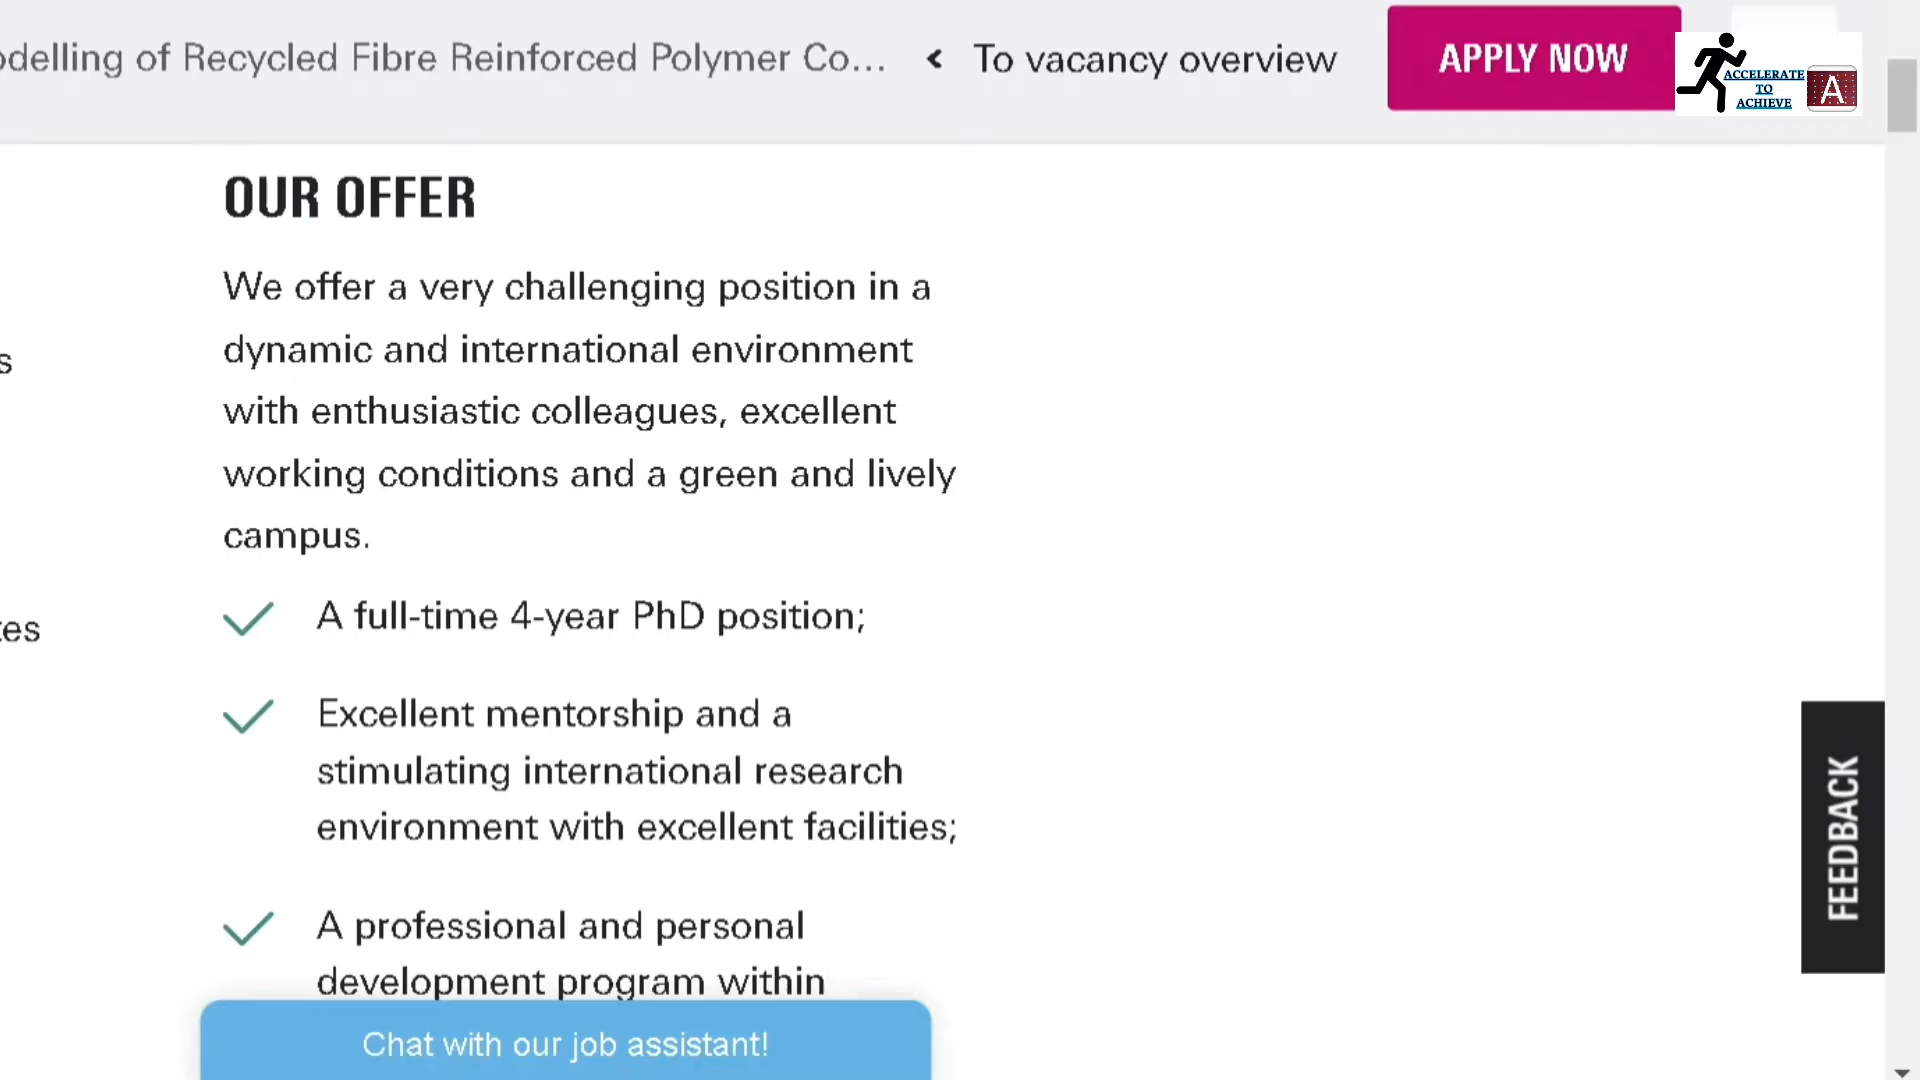 delling of Recycled Fibre Reinforced Polymer Co...
To vacancy overview
APPLY NOW
ACCELERATE
TO
ACHIEVE
A
OUR OFFER
We offer a very challenging position in a
dynamic and international environment
with enthusiastic colleagues, excellent
working conditions and a green and lively
campus.
s
es
A full-time 4-year PhD position;
Excellent mentorship and a
stimulating international research
environment with excellent facilities;
A professional and personal
development program within
FEEDBACK
Chat with our job assistant!